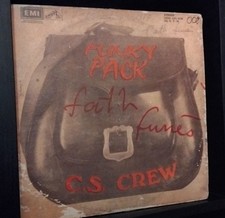 EMI
FUNKY
PACK
faith
funes
C.S. CREW